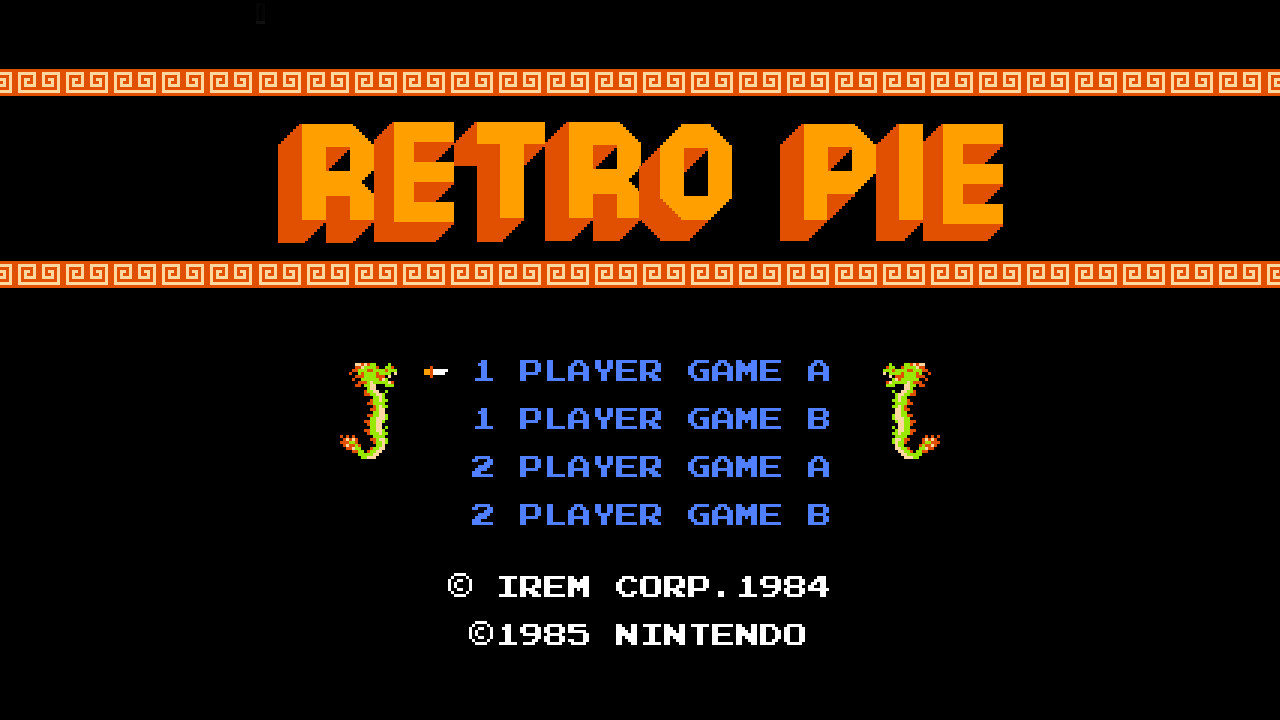 RETRO PIE
1 PLAYER GAME A
1 PLAYER GAME B
2 PLAYER GAME A
2 PLAYER GAME B
© IREM CORP.1984
©1985 NINTENDO